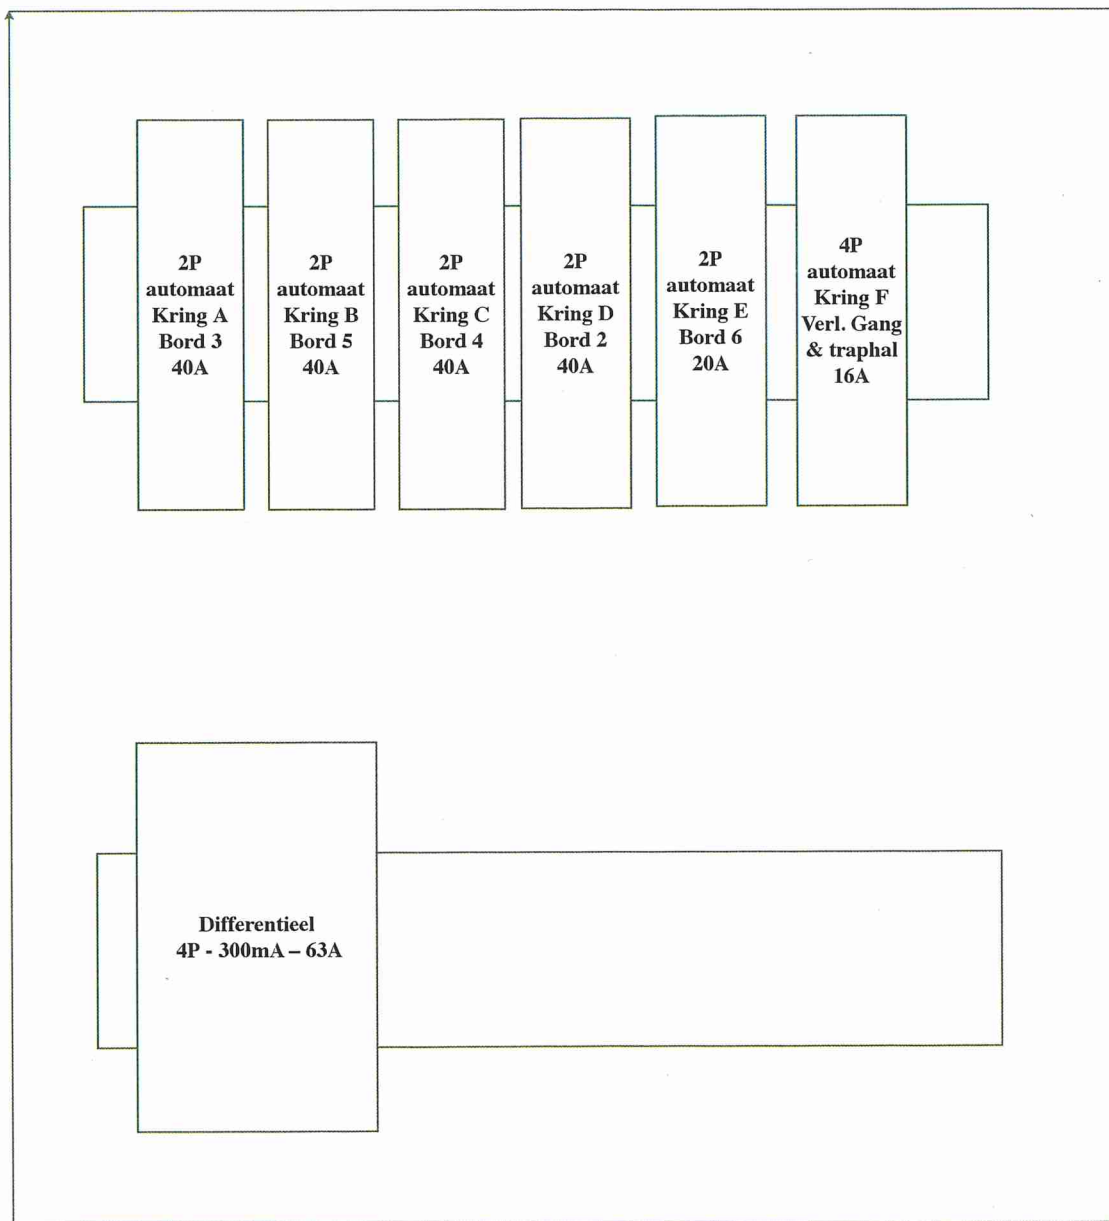 2P
automaat
Kring A
Bord 3
40A
2P
automaat
Kring B
Bord 5
40A
2P
automaat
Kring C
Bord 4
40A
2P
automaat
Kring D
Bord 2
40A
2P
automaat
Kring E
Bord 6
20A
4P
automaat
Kring F
Verl. Gang
& traphal
16A
Differentieel
4P - 300mA – 63A